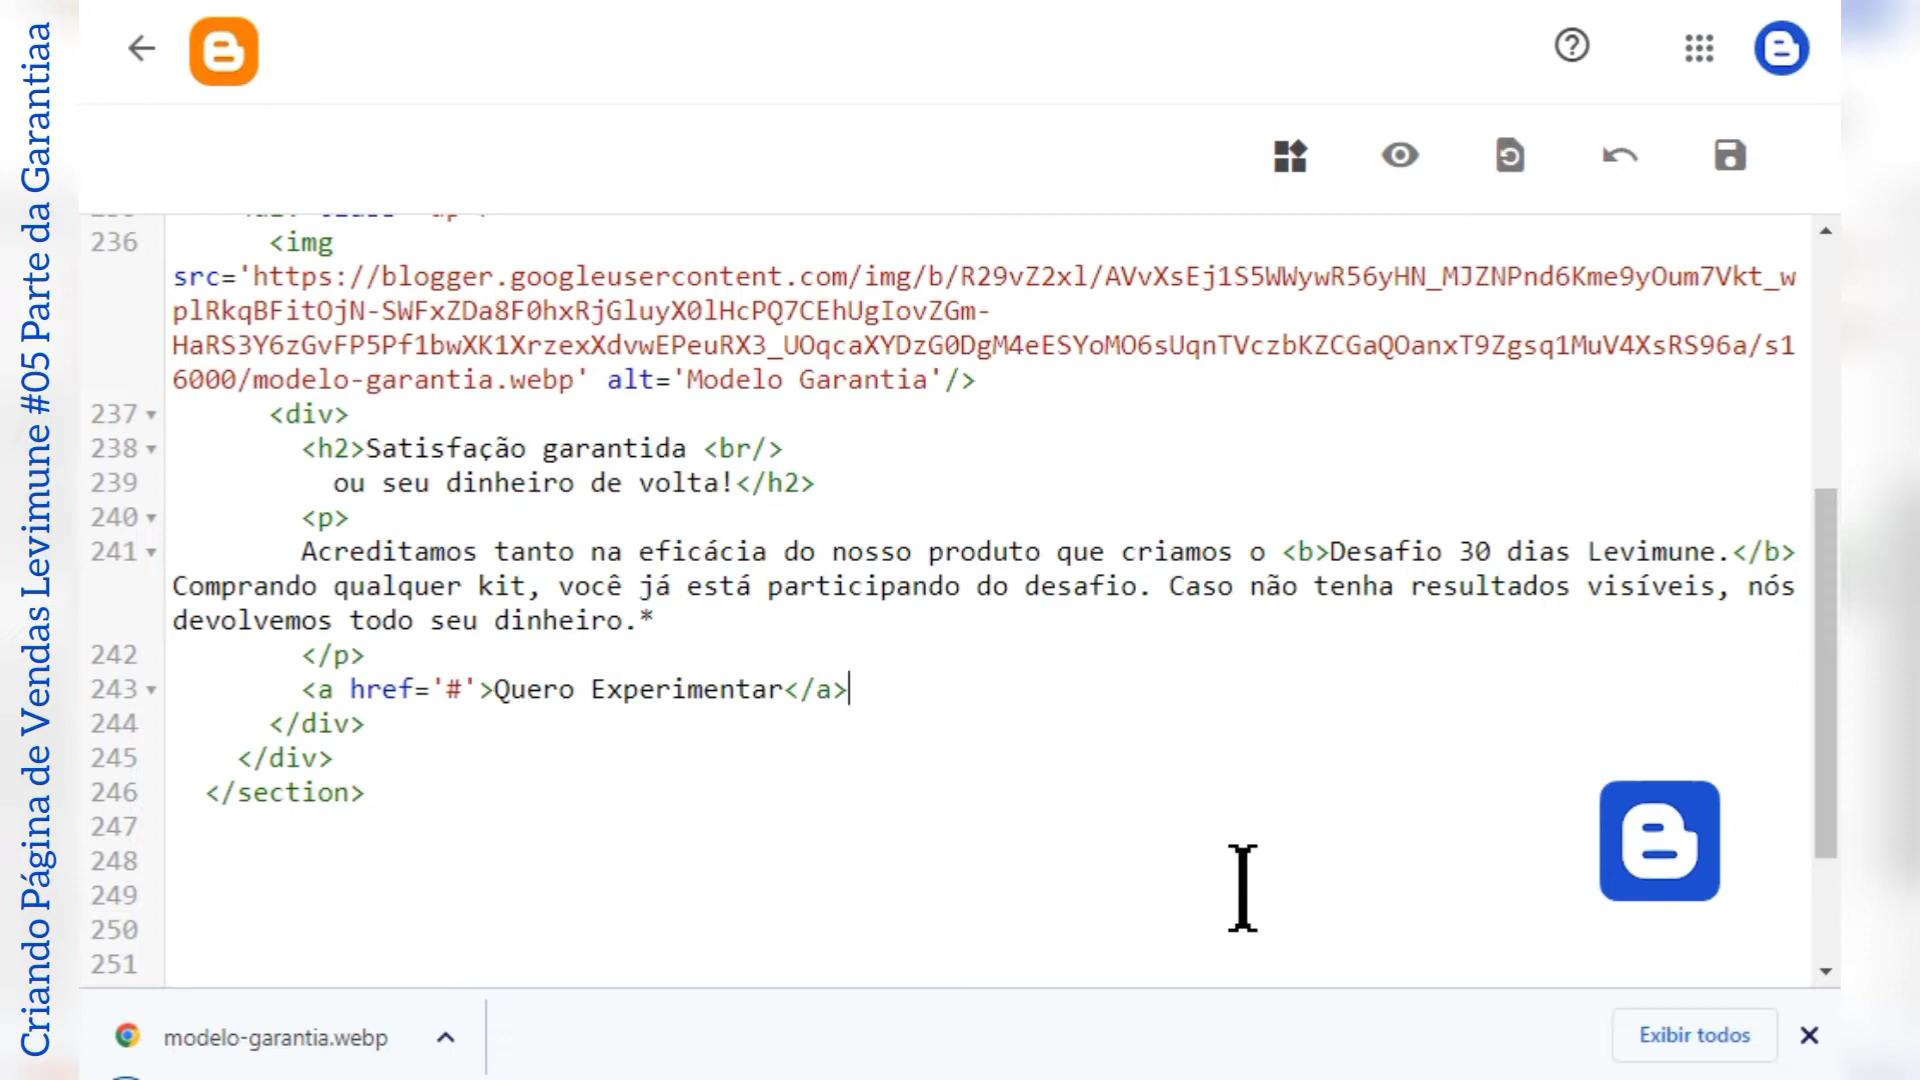 Criando Página de Vendas Levimune #05 Parte da Garantiaa
236 <img
src='https://blogger.googleusercontent.com/img/b/R29vZ2xl/AVvXsEj1S5WWywR56yHN_MJZNPnd6Kme9yOum7Vkt_w
plRkqBFitOjN-SWFxZDa8F0hxRjGluyX0lHcPQ7CEhUgIovZGm-
HaRS3Y6zGvFP5Pf1bwXK1XrzexXdvwEPeuRX3_UOqcaXYDzG0DgM4eESYoMO6sUqnTVczbKZCGaQOanxT9Zgsq1MuV4XsRS96a/s1
6000/modelo-garantia.webp' alt='Modelo Garantia'/>
237 <div>
238 <h2>Satisfação garantida <br/>
239 ou seu dinheiro de volta!</h2>
240 <p>
241 Acreditamos tanto na eficácia do nosso produto que criamos o <b>Desafio 30 dias Levimune.</b>
Comprando qualquer kit, você já está participando do desafio. Caso não tenha resultados visíveis, nós
devolvemos todo seu dinheiro.*
242 </p>
243 <a href='#'>Quero Experimentar</a>
244 </div>
245 </div>
246 </section>
247
248
249
250
251
modelo-garantia.webp
Exibir todos